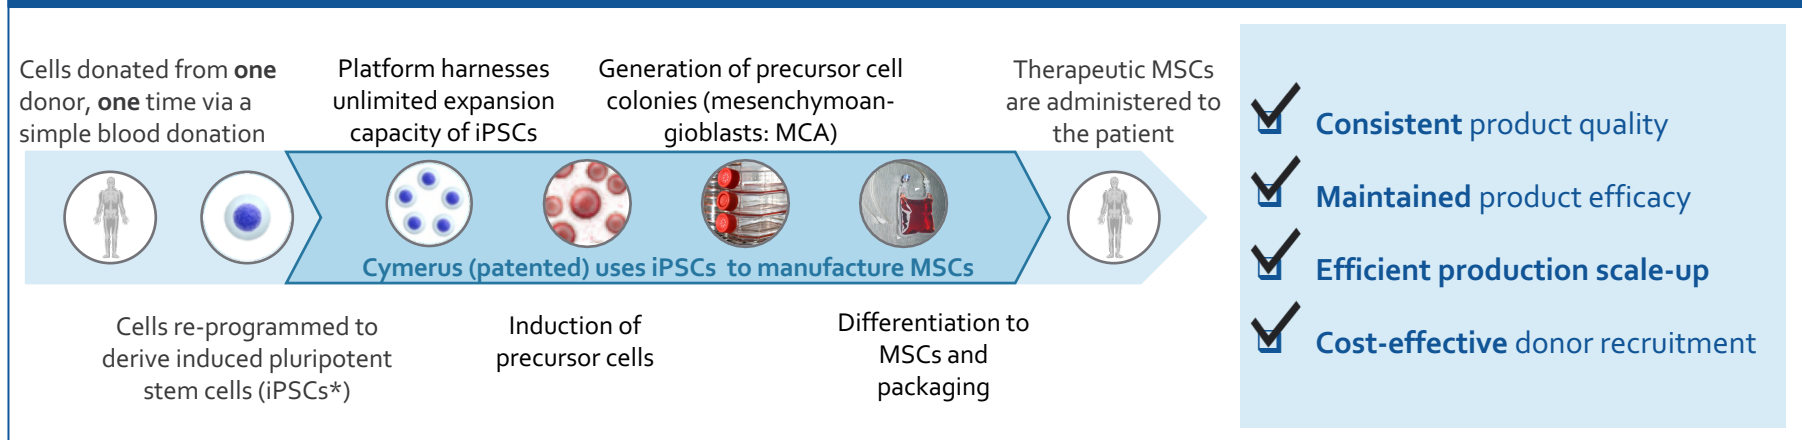 Cells donated from one
donor, one time via a
simple blood donation
Platform harnesses
unlimited expansion
capacity of iPSCs
Generation of precursor cell
colonies (mesenchymoan-
gioblasts: MCA)
Therapeutic MSCs
are administered to
the patient
Cymerus (patented) uses iPSCs to manufacture MSCs
Cells re-programmed to
derive induced pluripotent
stem cells (iPSCs*)
Induction of
precursor cells
Differentiation to
MSCs and
packaging
Consistent product quality
Maintained product efficacy
Efficient production scale-up
Cost-effective donor recruitment